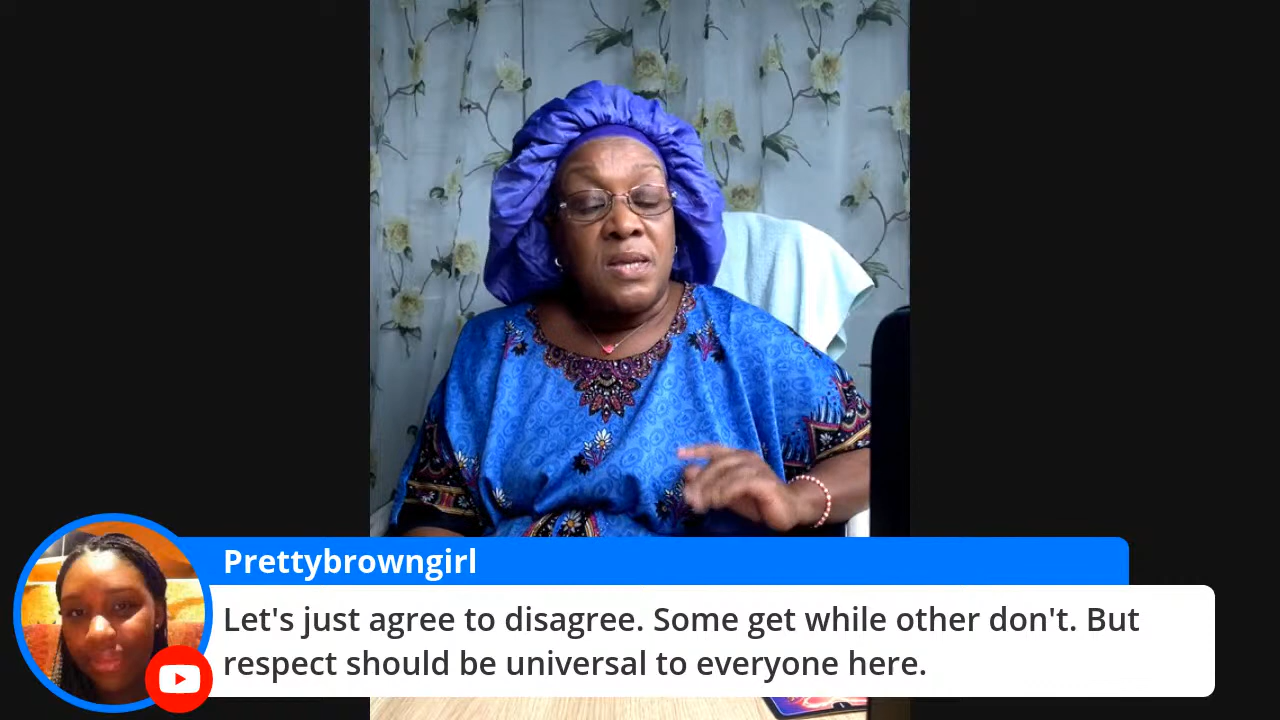 Prettybrowngirl
Let's just agree to disagree. Some get while other don't. But
respect should be universal to everyone here.